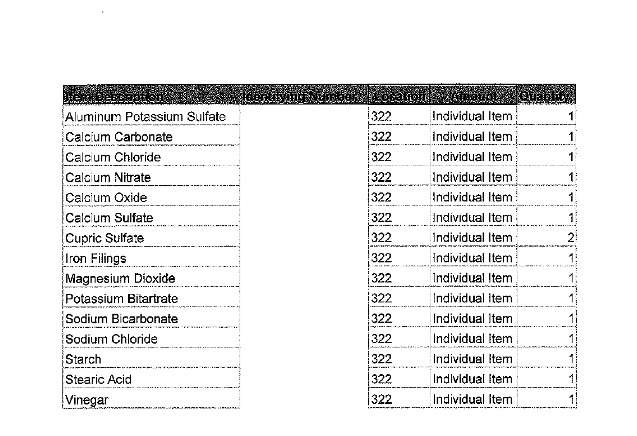 Item Description Identifying Number Location Amount Quantity
Aluminum Potassium Sulfate 322 Individual Item 1
Calcium Carbonate 322 Individual Item 1
Calcium Chloride 322 Individual Item 1
Calcium Nitrate 322 Individual Item 1
Calcium Oxide 322 Individual Item 1
Calcium Sulfate 322 Individual Item 1
Cupric Sulfate 322 Individual Item 2
Iron Filings 322 Individual Item 1
Magnesium Dioxide 322 Individual Item 1
Potassium Bitartrate 322 Individual Item 1
Sodium Bicarbonate 322 Individual Item 1
Sodium Chloride 322 Individual Item 1
Starch 322 Individual Item 1
Stearic Acid 322 Individual Item 1
Vinegar 322 Individual Item 1